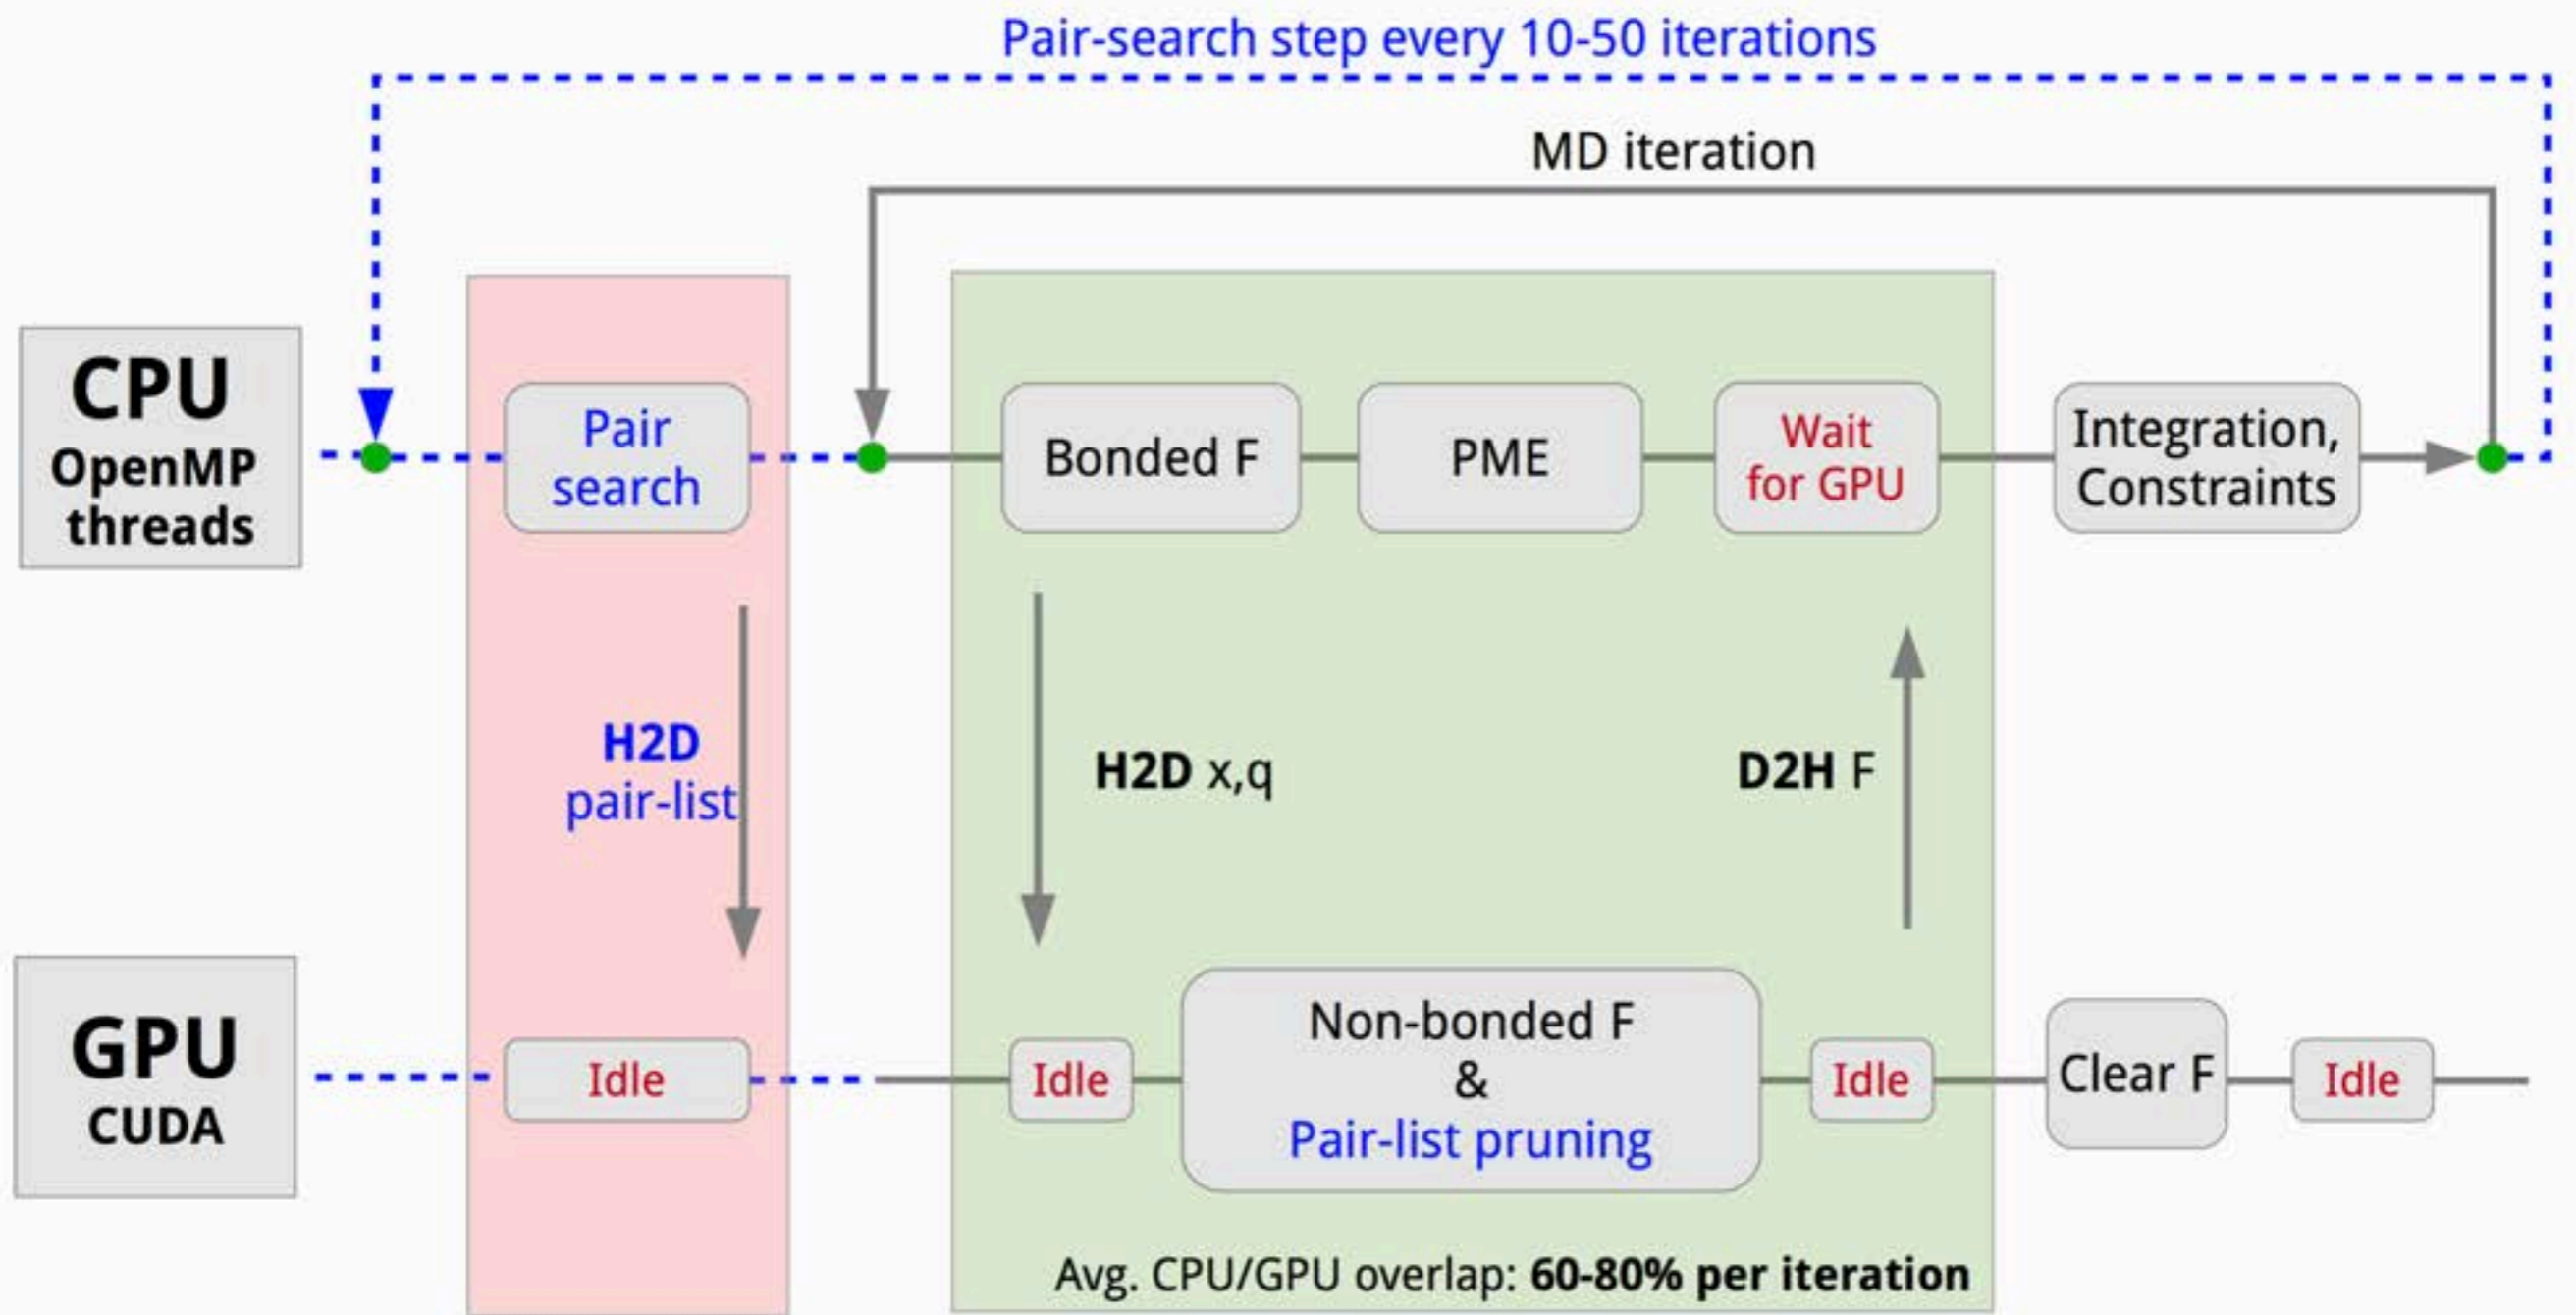 Pair-search step every 10-50 iterations
MD iteration
CPU
OpenMP
threads
Pair
search
Bonded F
PME
Wait
for GPU
Integration,
Constraints
H2D
pair-list
H2D x,q
D2H F
GPU
CUDA
Idle
Idle
Non-bonded F
&
Pair-list pruning
Idle
Clear F
Idle
Avg. CPU/GPU overlap: 60-80% per iteration